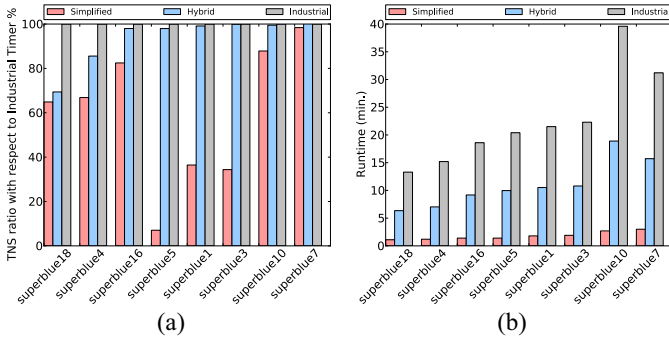 Simplified Hybrid Industrial
TNS ratio with respect to Industrial Timer %
100
80
60
40
20
0
superblue18
superblue4
superblue16
superblue5
superblue1
superblue3
superblue10
superblue7
(a)
Simplified Hybrid Industrial
Runtime (min.)
40
35
30
25
20
15
10
5
0
superblue18
superblue4
superblue16
superblue5
superblue1
superblue3
superblue10
superblue7
(b)